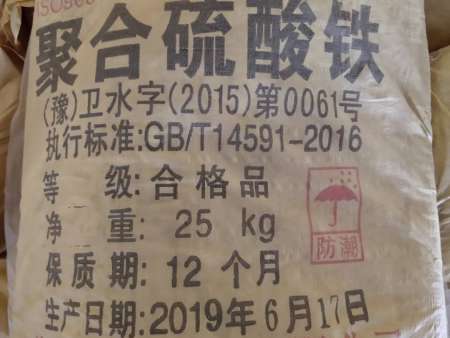 聚合硫酸铁
(豫)卫水字(2015)第0061号
执行标准:GB/T14591-2016
等级:合格品
净重: 25 kg
防潮
保质期: 12个月
生产日期:2019年6月17日